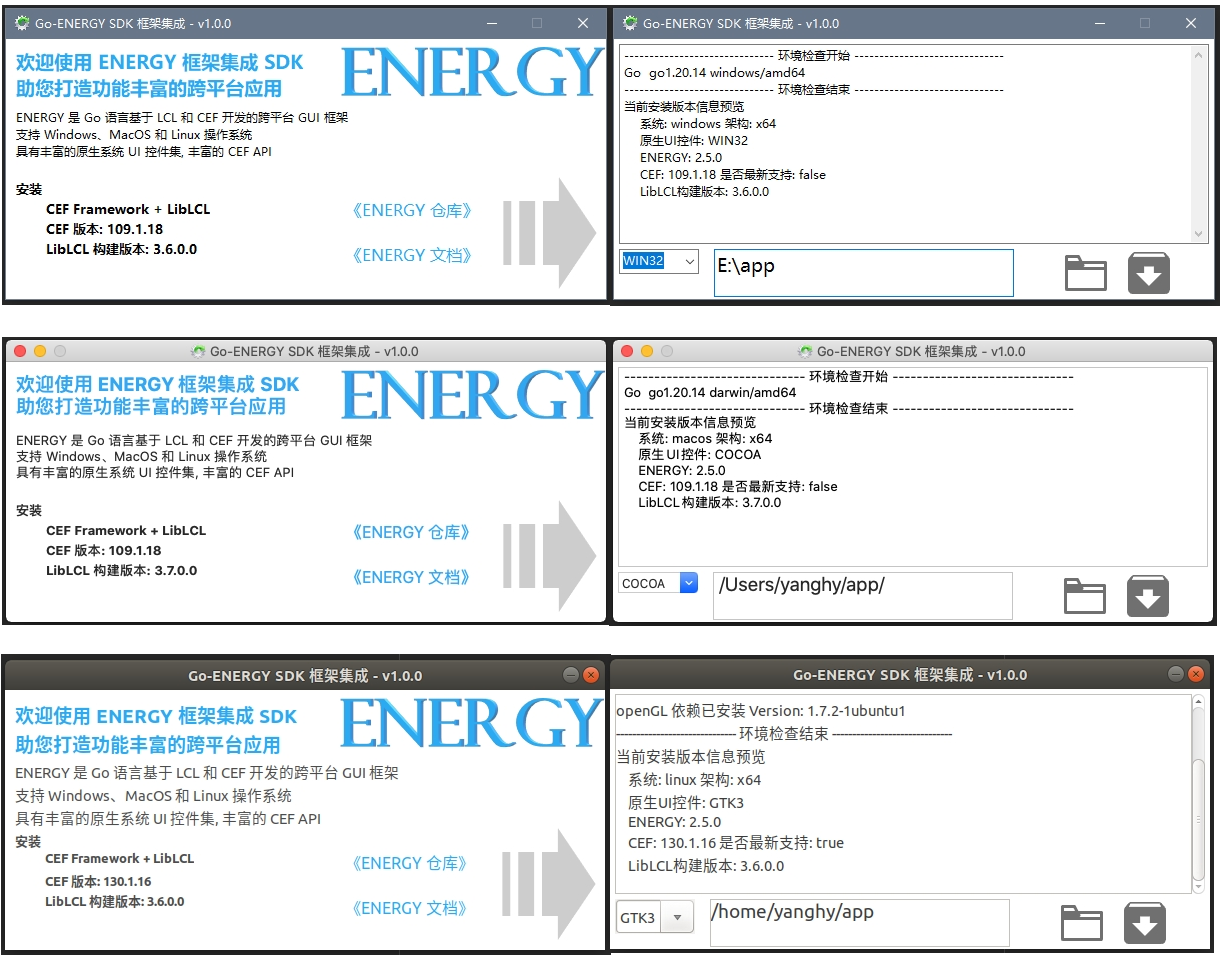 Go-ENERGY SDK 框架集成 - v1.0.0
欢迎使用 ENERGY 框架集成 SDK
助您打造功能丰富的跨平台应用
ENERGY
ENERGY 是 Go 语言基于 LCL 和 CEF 开发的跨平台 GUI 框架
支持 Windows、MacOS 和 Linux 操作系统
具有丰富的原生系统 UI 控件集, 丰富的 CEF API
安装
CEF Framework + LibLCL
CEF 版本: 109.1.18
LibLCL 构建版本: 3.6.0.0
《ENERGY 仓库》
《ENERGY 文档》
Go-ENERGY SDK 框架集成 - v1.0.0
------------------------------ 环境检查开始 ------------------------------
Go go1.20.14 windows/amd64
------------------------------ 环境检查结束 ------------------------------
当前安装版本信息预览
系统: windows 架构: x64
原生UI控件: WIN32
ENERGY: 2.5.0
CEF: 109.1.18 是否最新支持: false
LibLCL构建版本: 3.6.0.0
WIN32
E:\app
Go-ENERGY SDK 框架集成 - v1.0.0
欢迎使用 ENERGY 框架集成 SDK
助您打造功能丰富的跨平台应用
ENERGY
ENERGY 是 Go 语言基于 LCL 和 CEF 开发的跨平台 GUI 框架
支持 Windows、MacOS 和 Linux 操作系统
具有丰富的原生系统 UI 控件集, 丰富的 CEF API
安装
CEF Framework + LibLCL
CEF 版本: 109.1.18
LibLCL 构建版本: 3.7.0.0
《ENERGY 仓库》
《ENERGY 文档》
Go-ENERGY SDK 框架集成 - v1.0.0
------------------------------ 环境检查开始 ------------------------------
Go go1.20.14 darwin/amd64
------------------------------ 环境检查结束 ------------------------------
当前安装版本信息预览
系统: macos 架构: x64
原生UI控件: COCOA
ENERGY: 2.5.0
CEF: 109.1.18 是否最新支持: false
LibLCL构建版本: 3.7.0.0
COCOA
/Users/yanghy/app/
Go-ENERGY SDK 框架集成 - v1.0.0
欢迎使用 ENERGY 框架集成 SDK
助您打造功能丰富的跨平台应用
ENERGY
ENERGY 是 Go 语言基于 LCL 和 CEF 开发的跨平台 GUI 框架
支持 Windows、MacOS 和 Linux 操作系统
具有丰富的原生系统 UI 控件集, 丰富的 CEF API
安装
CEF Framework + LibLCL
CEF 版本: 130.1.16
LibLCL 构建版本: 3.6.0.0
《ENERGY 仓库》
《ENERGY 文档》
Go-ENERGY SDK 框架集成 - v1.0.0
openGL 依赖已安装 Version: 1.7.2-1ubuntu1
------------------------------ 环境检查结束 ------------------------------
当前安装版本信息预览
系统: linux 架构: x64
原生UI控件: GTK3
ENERGY: 2.5.0
CEF: 130.1.16 是否最新支持: true
LibLCL构建版本: 3.6.0.0
GTK3
/home/yanghy/app